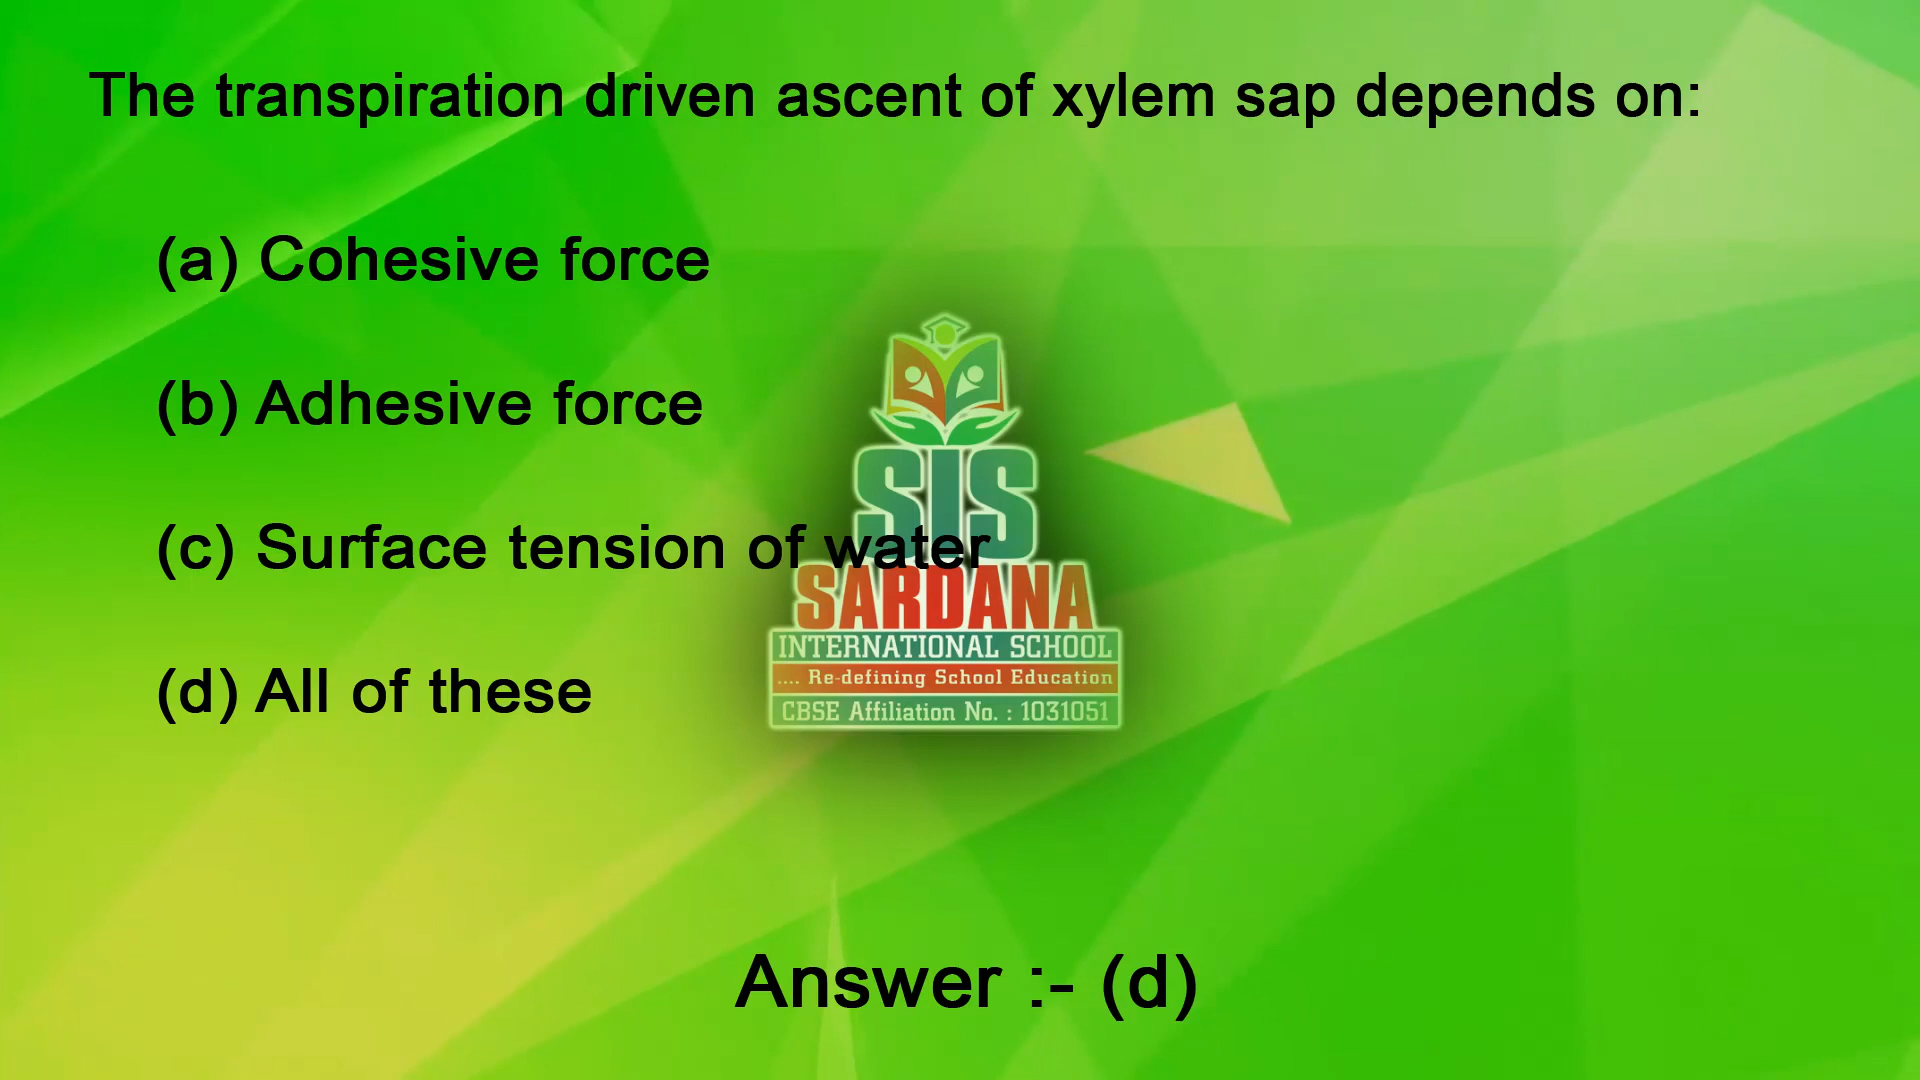 The transpiration driven ascent of xylem sap depends on:
(a) Cohesive force
(b) Adhesive force
(c) Surface tension of water
(d) All of these
SIS
SARDANA
INTERNATIONAL SCHOOL
.... Re-defining School Education
CBSE Affiliation No. : 1031051
Answer :- (d)